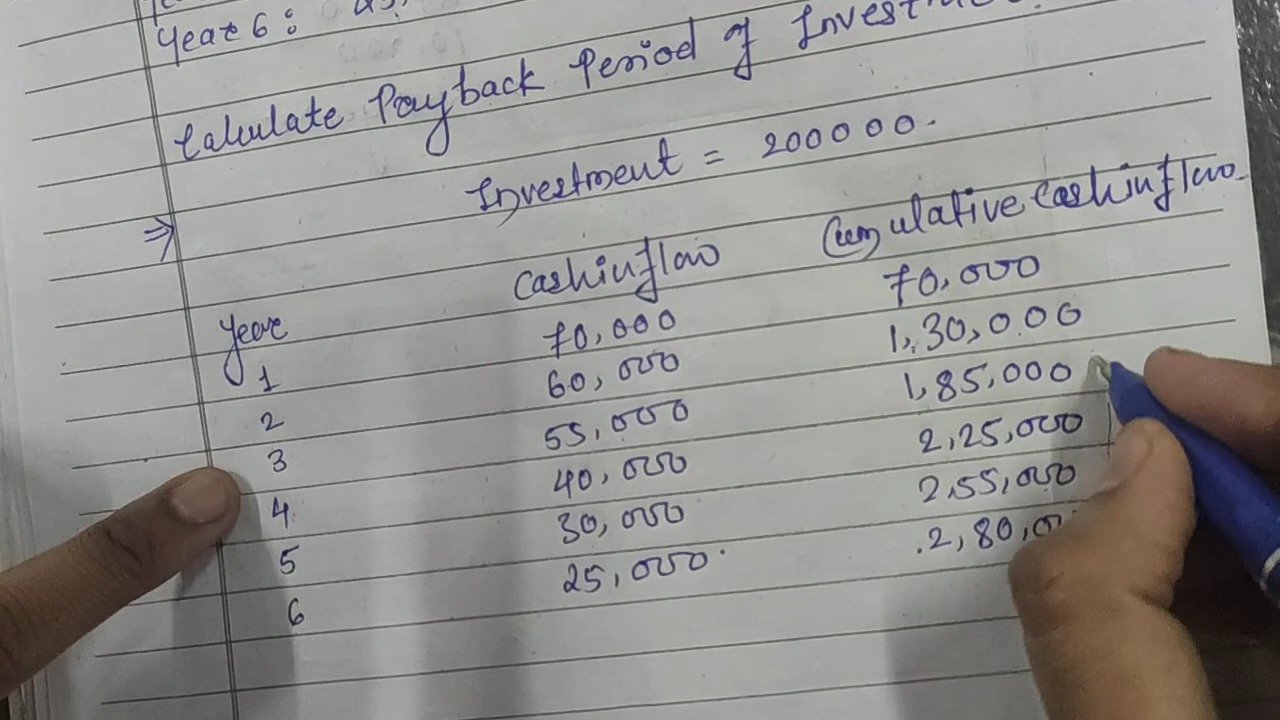 Year 6:
Calculate Payback Period of
Investment = 200000.
⇒
Year Cashinflow Cumulative Cashinflow
1 70,000 70,000
2 60,000 1,30,000
3 55,000 1,85,000
4 40,000 2,25,000
5 30,000 2,55,000
6 25,000